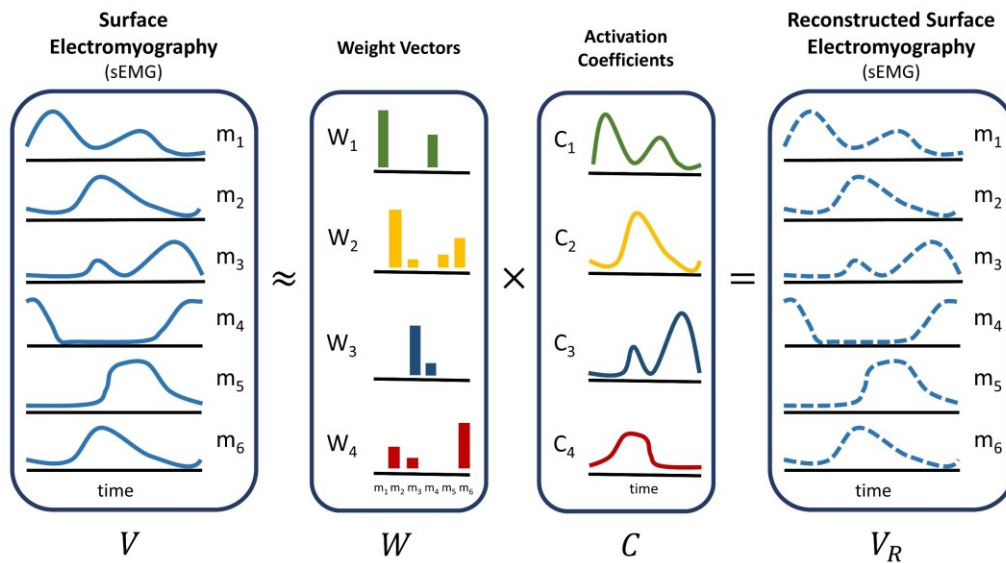 Surface
Electromyography
(sEMG)
Weight Vectors
Activation
Coefficients
Reconstructed Surface
Electromyography
(sEMG)
m₁
m₂
m₃
m₄
m₅
m₆
time
≈
W₁
W₂
W₃
W₄
m₁ m₂ m₃ m₄ m₅ m₆
×
C₁
C₂
C₃
C₄
time
=
m₁
m₂
m₃
m₄
m₅
m₆
time
V
W
C
V_R